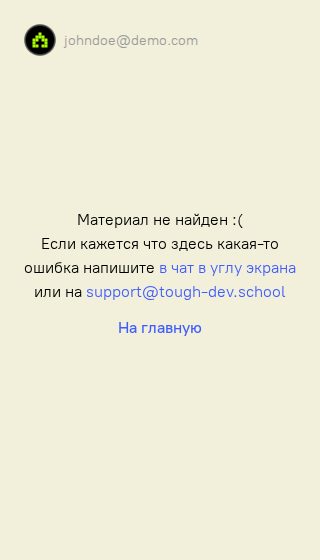 johndoe@demo.com
Материал не найден :(
Если кажется что здесь какая-то
ошибка напишите в чат в углу экрана
или на support@tough-dev.school
На главную